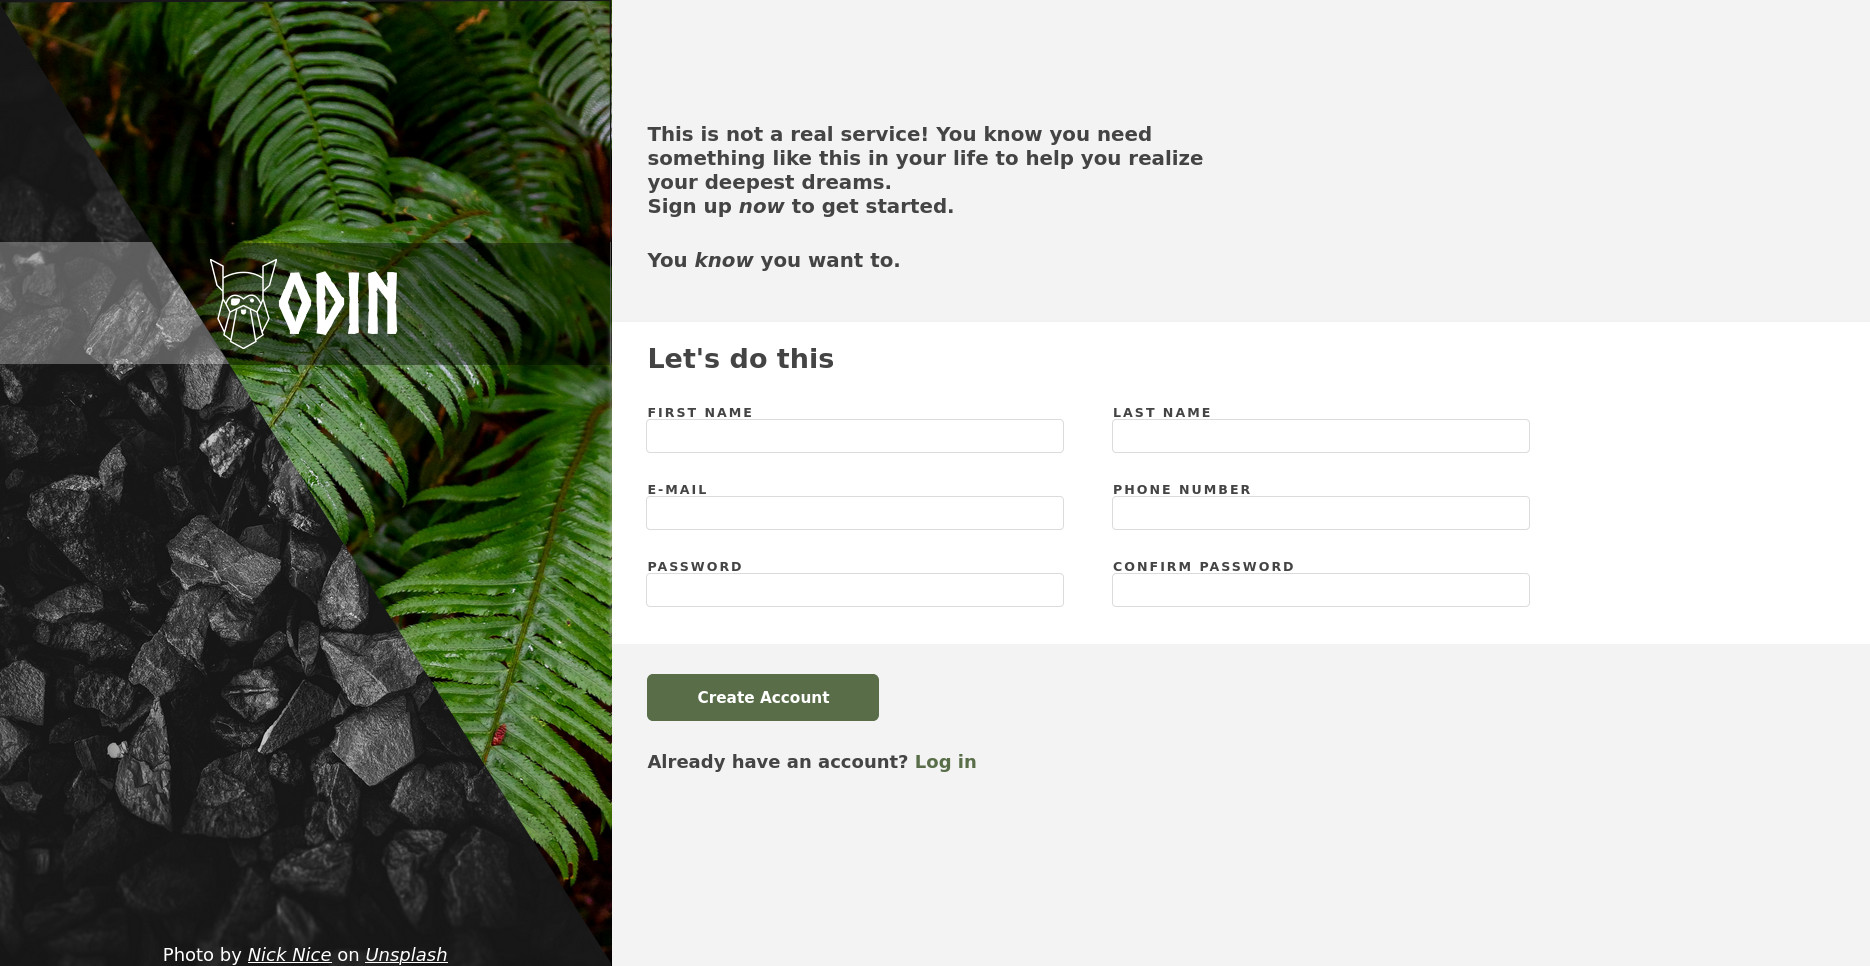 ODIN
Photo by Nick Nice on Unsplash
This is not a real service! You know you need
something like this in your life to help you realize
your deepest dreams.
Sign up now to get started.
You know you want to.
Let's do this
FIRST NAME
LAST NAME
E-MAIL
PHONE NUMBER
PASSWORD
CONFIRM PASSWORD
Create Account
Already have an account? Log in